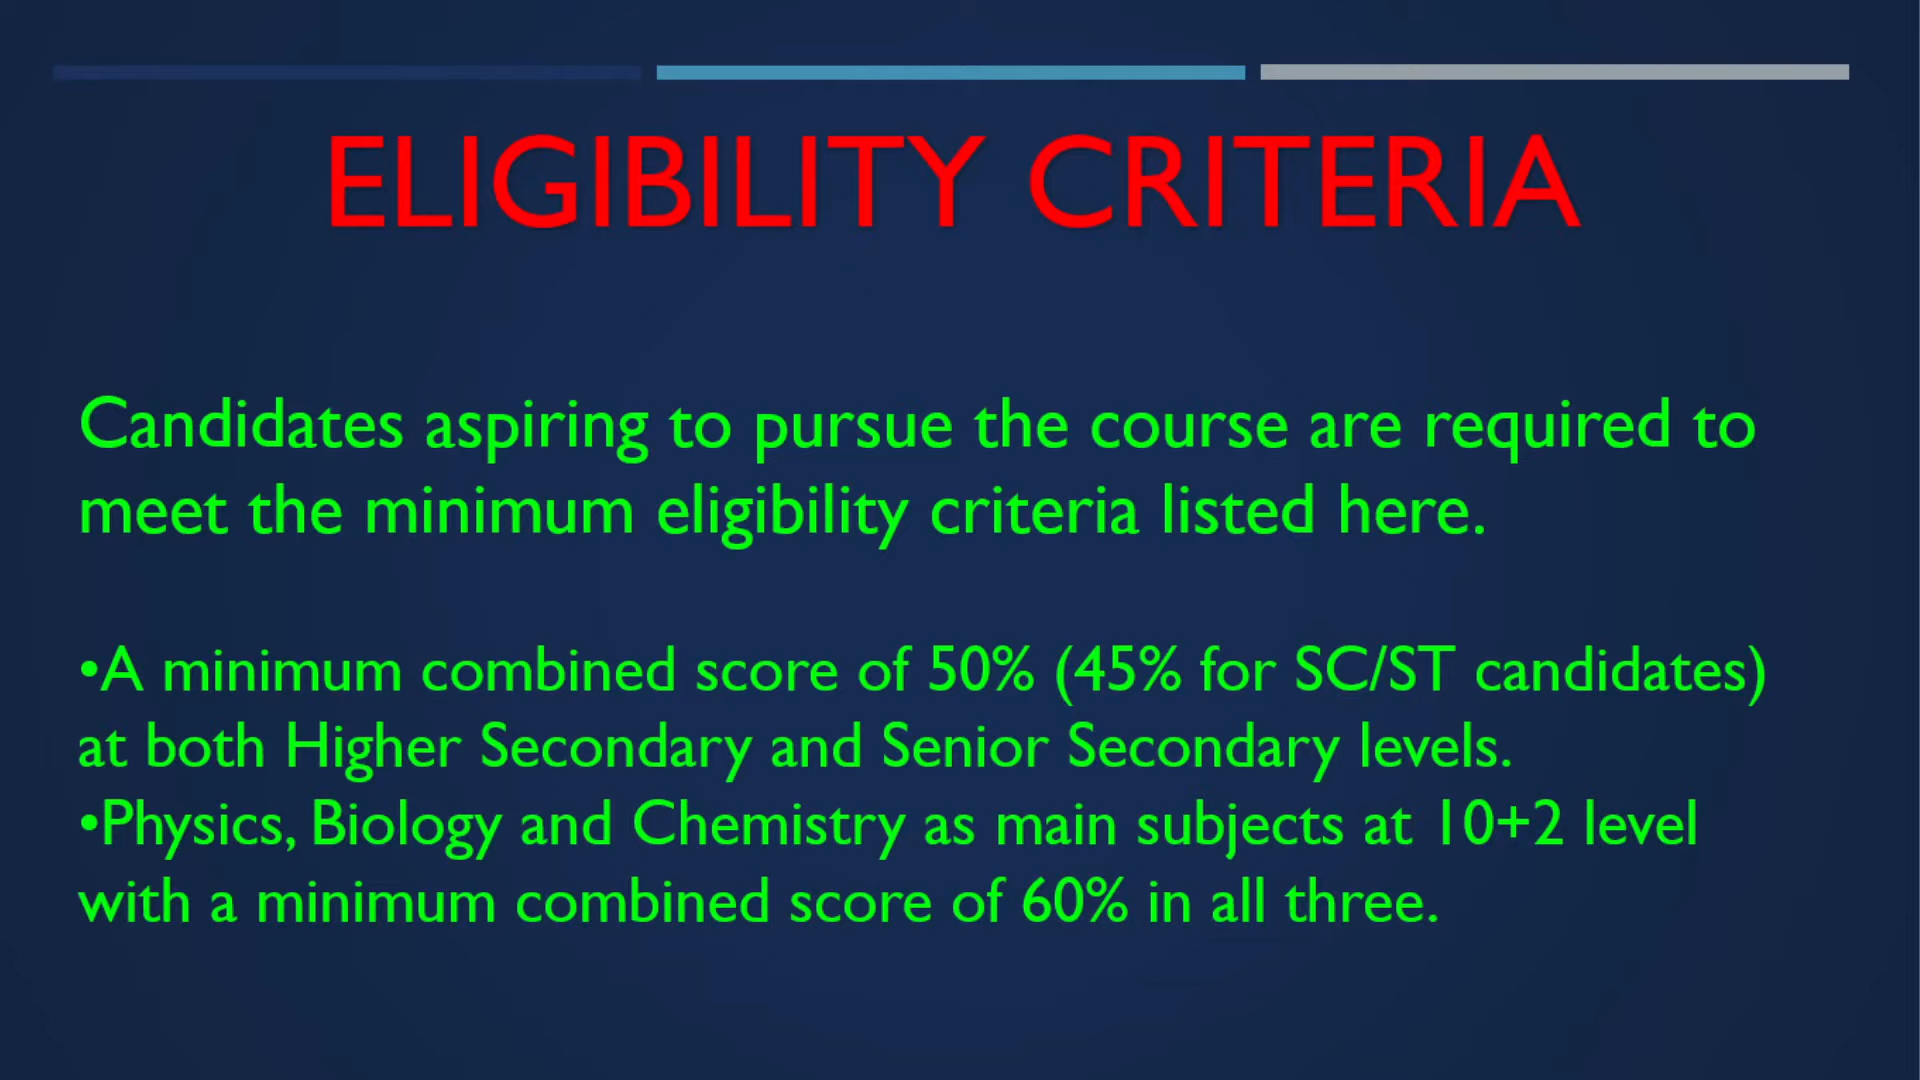 ELIGIBILITY CRITERIA
Candidates aspiring to pursue the course are required to
meet the minimum eligibility criteria listed here.
•A minimum combined score of 50% (45% for SC/ST candidates)
at both Higher Secondary and Senior Secondary levels.
•Physics, Biology and Chemistry as main subjects at 10+2 level
with a minimum combined score of 60% in all three.